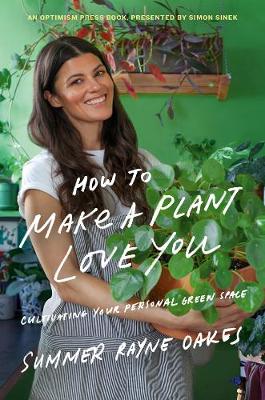 AN OPTIMISM PRESS BOOK, PRESENTED BY SIMON SINEK
HOW TO
MAKE A PLANT
LOVE YOU
CULTIVATING YOUR PERSONAL GREEN SPACE
SUMMER RAYNE OAKES